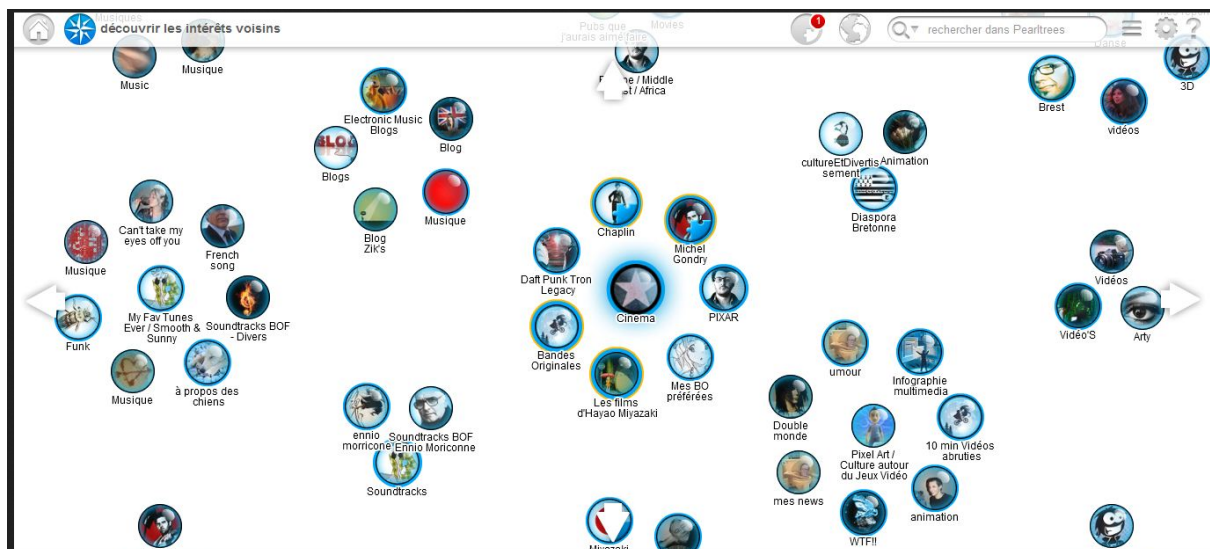 Musiques
découvrir les intérêts voisins
Pubs que
j'aurais aimé faire
Movies
1
rechercher dans Pearltrees
?
Danse
Music
Musique
Middle
st / Africa
Brest
vidéos
3D
Electronic Music
Blogs
Blog
BLOG
Blogs
cultureEtDivertis
sement
Animation
Diaspora
Bretonne
Can't take my
eyes off you
French
song
Musique
Blog
Zik's
Musique
Chaplin
Michel
Gondry
Daft Punk Tron
Legacy
Cinema
PIXAR
Vidéos
Vidéo'S
Arty
Funk
My Fav Tunes
Ever / Smooth &
Sunny
Soundtracks BOF
- Divers
Bandes
Originales
Mes BO
préférées
Les films
d'Hayao Miyazaki
Musique
à propos des
chiens
umour
Infographie
multimedia
ennio
morricone
Soundtracks BOF
Ennio Moriconne
Soundtracks
Double
monde
Pixel Art /
Culture autour
du Jeux Vidéo
10 min Vidéos
abruties
mes news
animation
WTF!!
Miyazaki